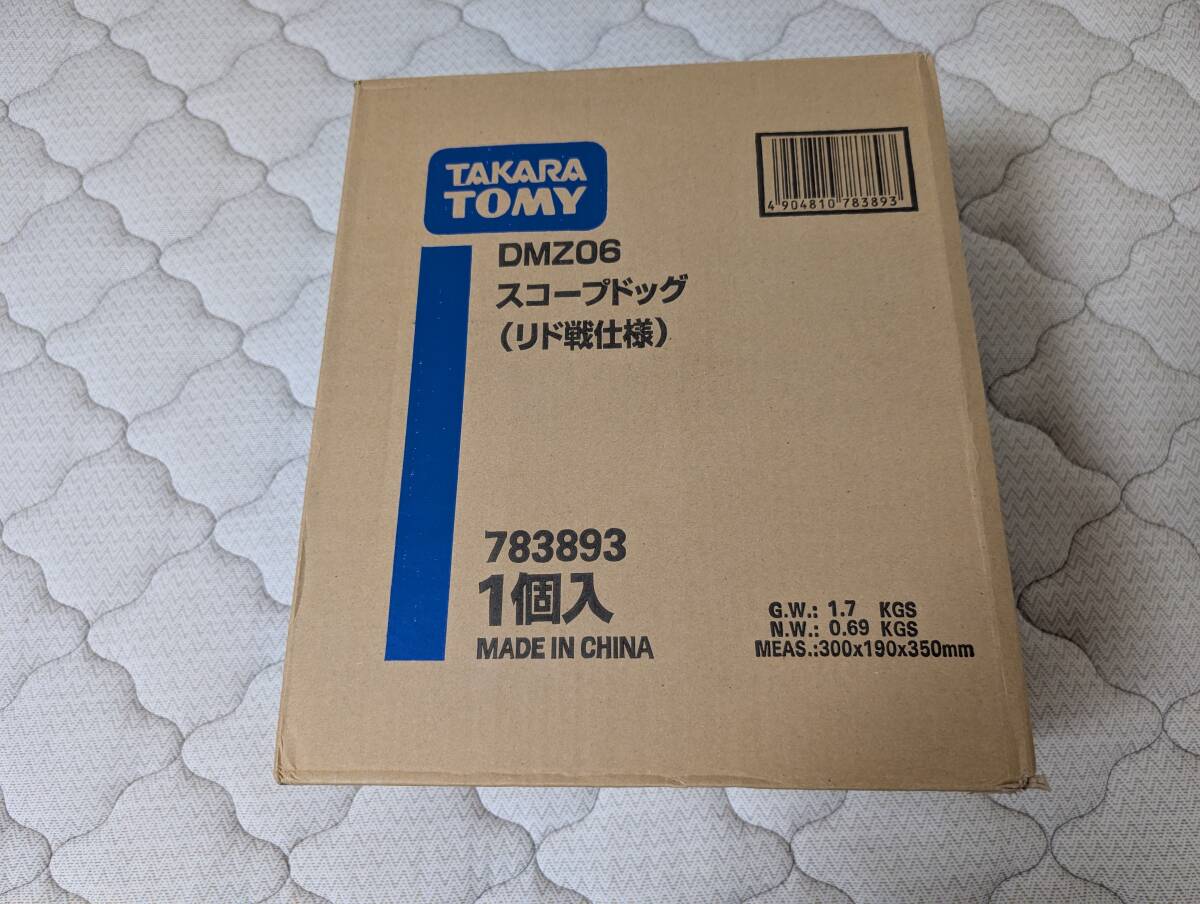 TAKARA
TOMY
4904810783893
DMZ06
スコープドッグ
(リド戦仕様)
783893
1個入
MADE IN CHINA
G.W.: 1.7 KGS
N.W.: 0.69 KGS
MEAS.:300x190x350mm